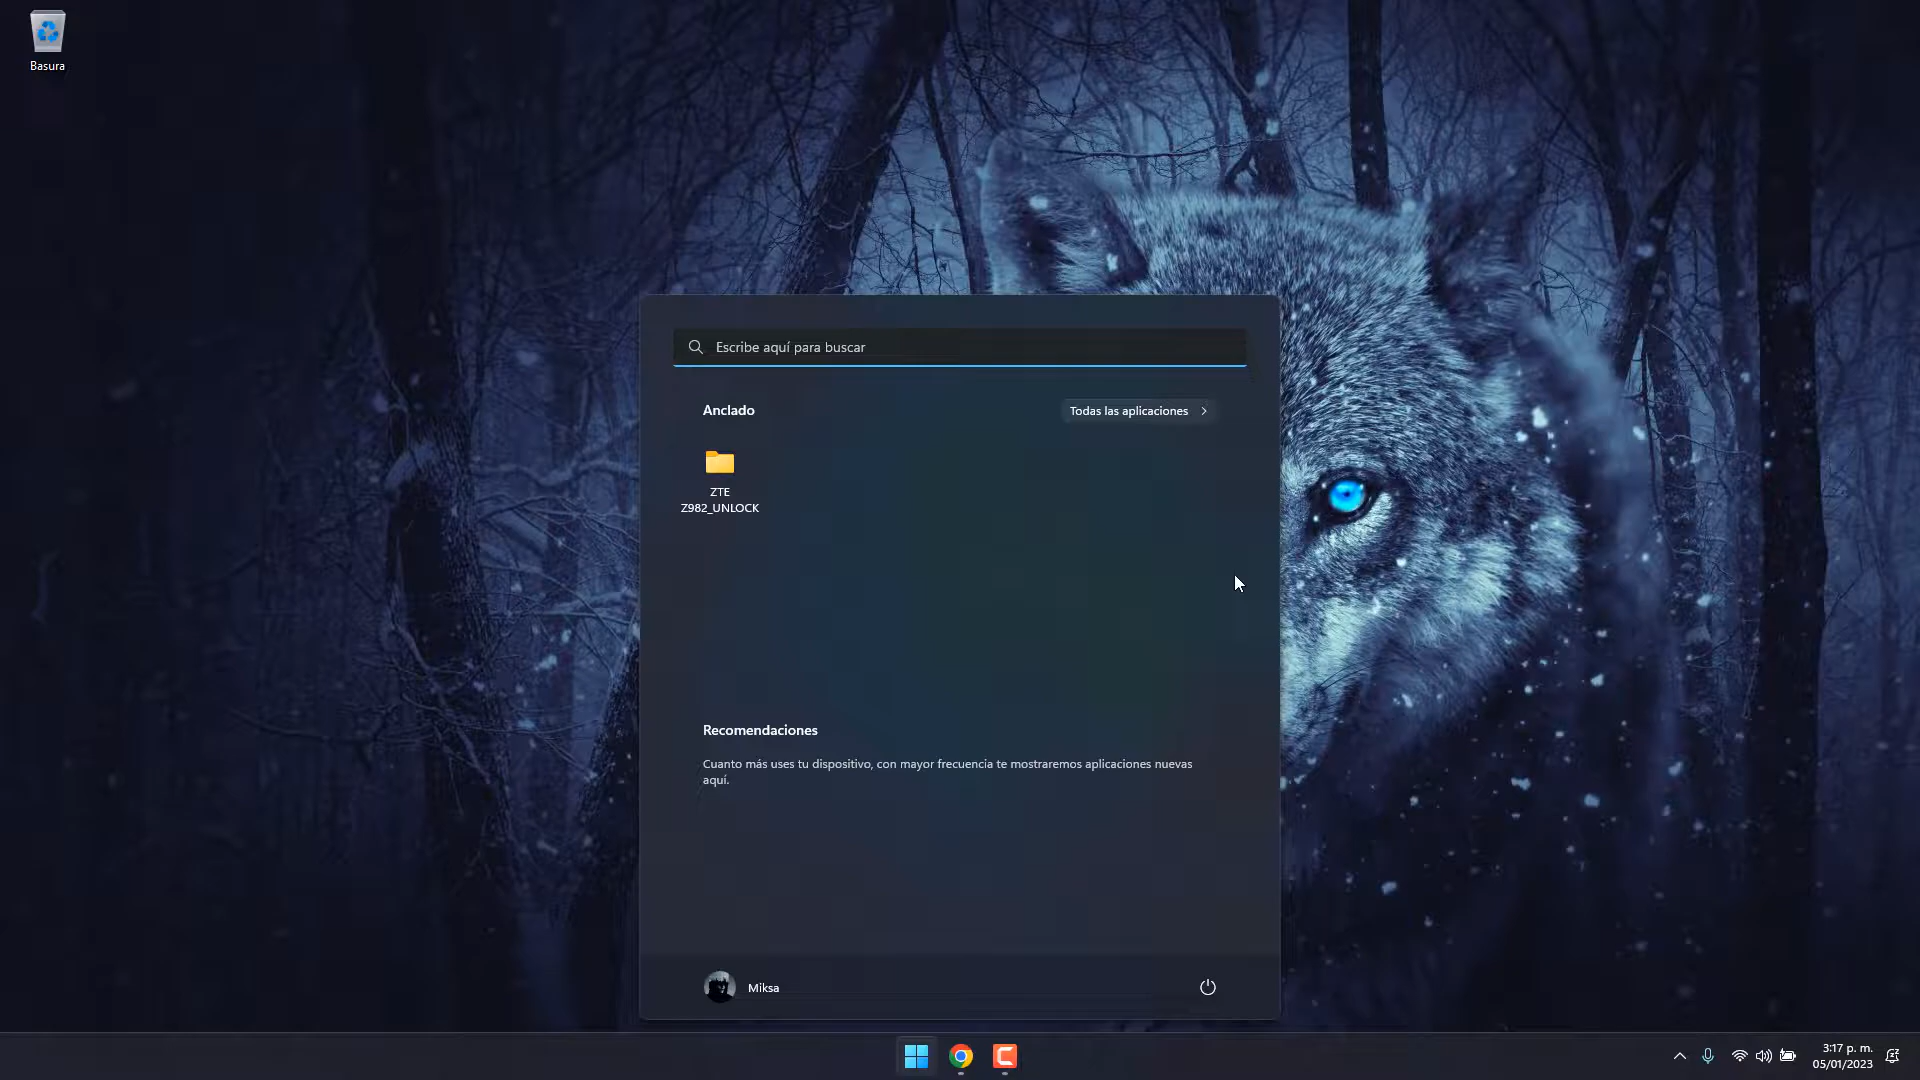 Basura
Escribe aquí para buscar
Anclado
Todas las aplicaciones
ZTE
Z982_UNLOCK
Recomendaciones
Cuanto más uses tu dispositivo, con mayor frecuencia te mostraremos aplicaciones nuevas
aquí.
Miksa
3:17 p. m.
05/01/2023